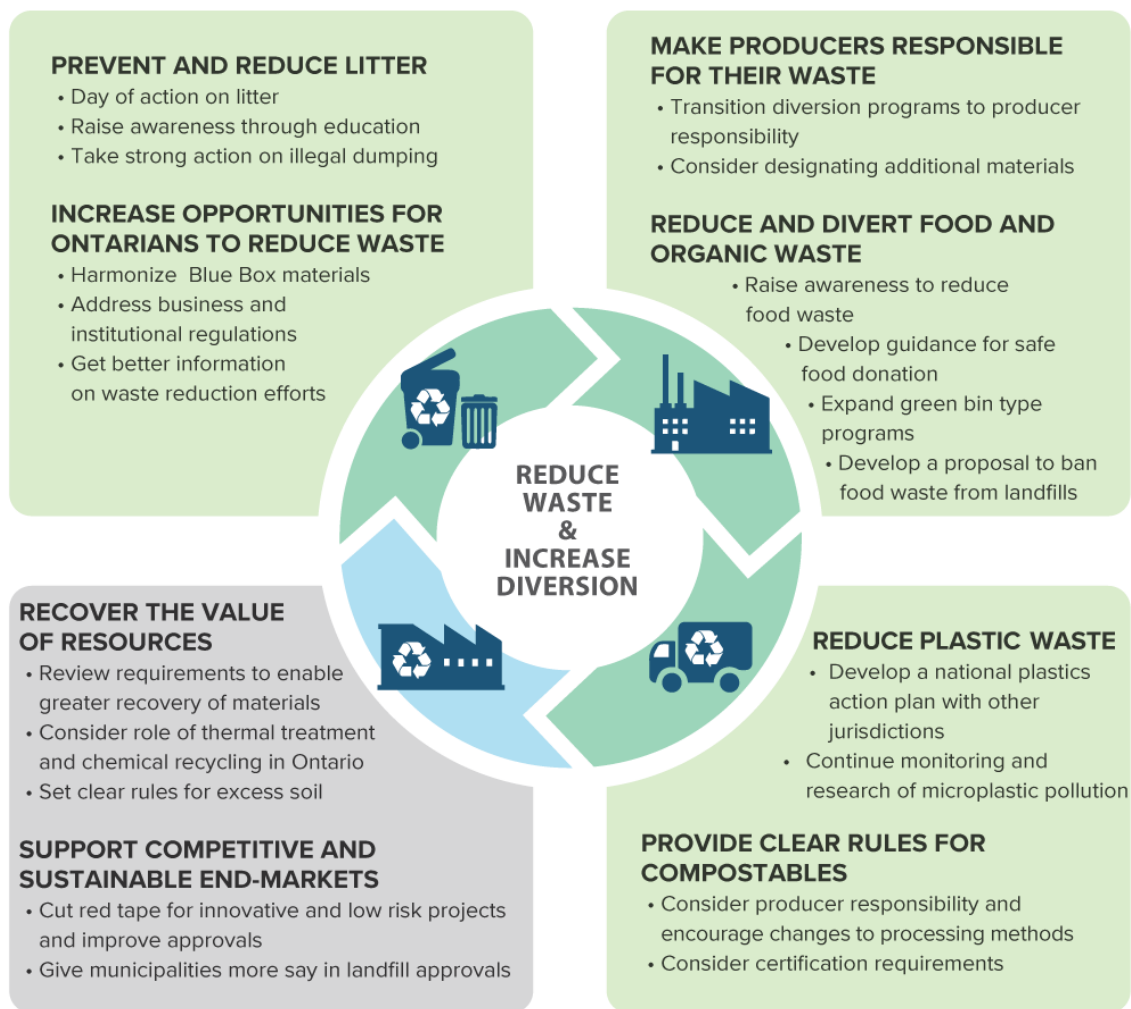 PREVENT AND REDUCE LITTER
• Day of action on litter
• Raise awareness through education
• Take strong action on illegal dumping
INCREASE OPPORTUNITIES FOR
ONTARIANS TO REDUCE WASTE
• Harmonize Blue Box materials
• Address business and
institutional regulations
• Get better information
on waste reduction efforts
MAKE PRODUCERS RESPONSIBLE
FOR THEIR WASTE
• Transition diversion programs to producer
responsibility
• Consider designating additional materials
REDUCE AND DIVERT FOOD AND
ORGANIC WASTE
• Raise awareness to reduce
food waste
• Develop guidance for safe
food donation
• Expand green bin type
programs
• Develop a proposal to ban
food waste from landfills
REDUCE
WASTE
&
INCREASE
DIVERSION
RECOVER THE VALUE
OF RESOURCES
• Review requirements to enable
greater recovery of materials
• Consider role of thermal treatment
and chemical recycling in Ontario
• Set clear rules for excess soil
SUPPORT COMPETITIVE AND
SUSTAINABLE END-MARKETS
• Cut red tape for innovative and low risk projects
and improve approvals
• Give municipalities more say in landfill approvals
REDUCE PLASTIC WASTE
• Develop a national plastics
action plan with other
jurisdictions
• Continue monitoring and
research of microplastic pollution
PROVIDE CLEAR RULES FOR
COMPOSTABLES
• Consider producer responsibility and
encourage changes to processing methods
• Consider certification requirements